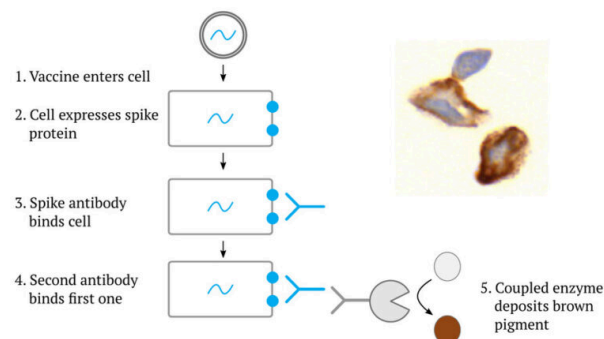 1. Vaccine enters cell
2. Cell expresses spike
protein
3. Spike antibody
binds cell
4. Second antibody
binds first one
5. Coupled enzyme
deposits brown
pigment